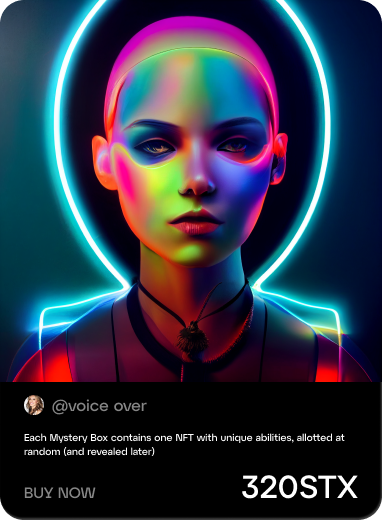 @voice over
Each Mystery Box contains one NFT with unique abilities, allotted at
random (and revealed later)
BUY NOW
320STX